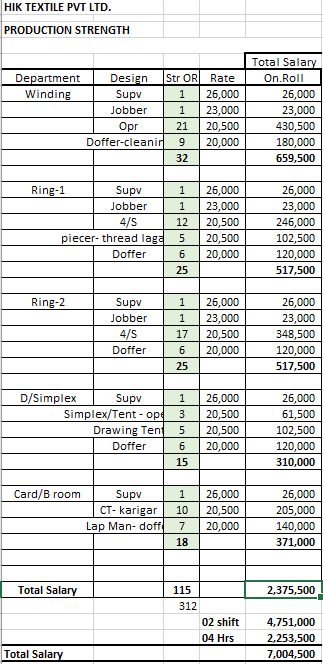 HIK TEXTILE PVT LTD.
PRODUCTION STRENGTH
Total Salary
Department Design Str OR Rate On.Roll
Winding Supv 1 26,000 26,000
Jobber 1 23,000 23,000
Opr 21 20,500 430,500
Doffer-cleanin 9 20,000 180,000
32 659,500
Ring-1 Supv 1 26,000 26,000
Jobber 1 23,000 23,000
4/S 12 20,500 246,000
piecer- thread laga 5 20,500 102,500
Doffer 6 20,000 120,000
25 517,500
Ring-2 Supv 1 26,000 26,000
Jobber 1 23,000 23,000
4/S 17 20,500 348,500
Doffer 6 20,000 120,000
25 517,500
D/Simplex Supv 1 26,000 26,000
Simplex/Tent - ope 3 20,500 61,500
Drawing Tent 5 20,500 102,500
Doffer 6 20,000 120,000
15 310,000
Card/B room Supv 1 26,000 26,000
CT- karigar 10 20,500 205,000
Lap Man- doff 7 20,000 140,000
18 371,000
Total Salary 115 2,375,500
312
02 shift 4,751,000
04 Hrs 2,253,500
Total Salary 7,004,500